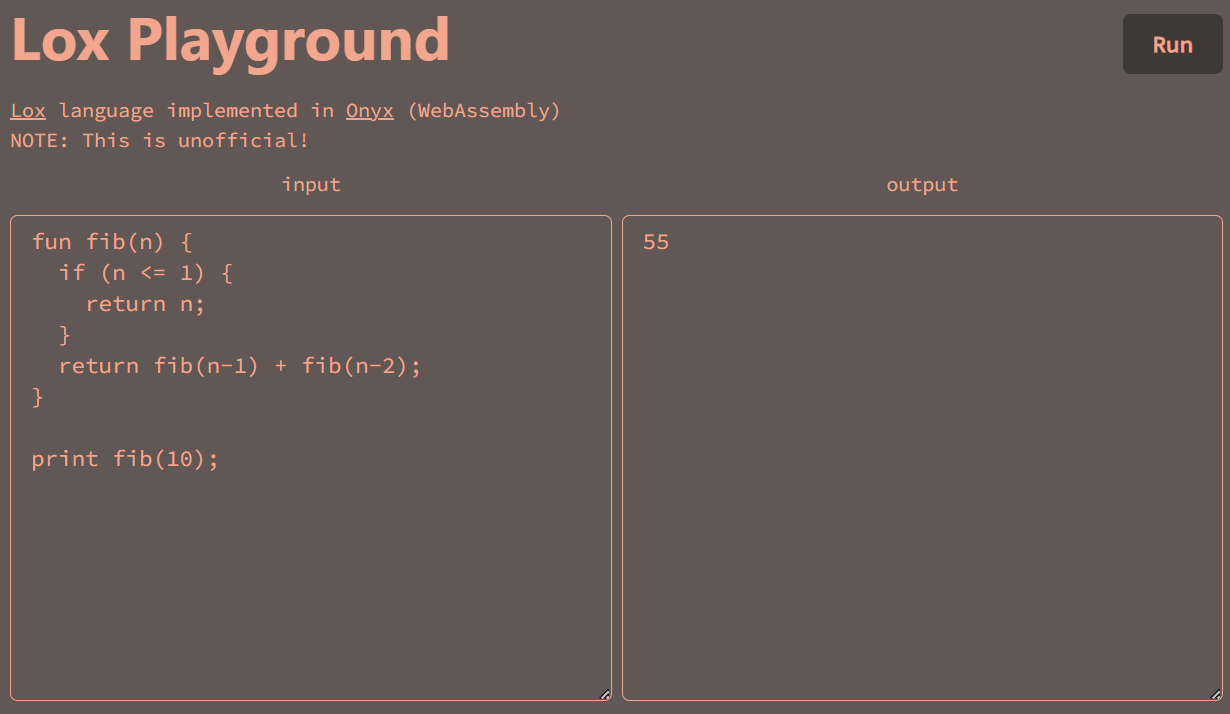 Lox Playground
Run
Lox language implemented in Onyx (WebAssembly)
NOTE: This is unofficial!
input
output
fun fib(n) {
  if (n <= 1) {
    return n;
  }
  return fib(n-1) + fib(n-2);
}

print fib(10);
55